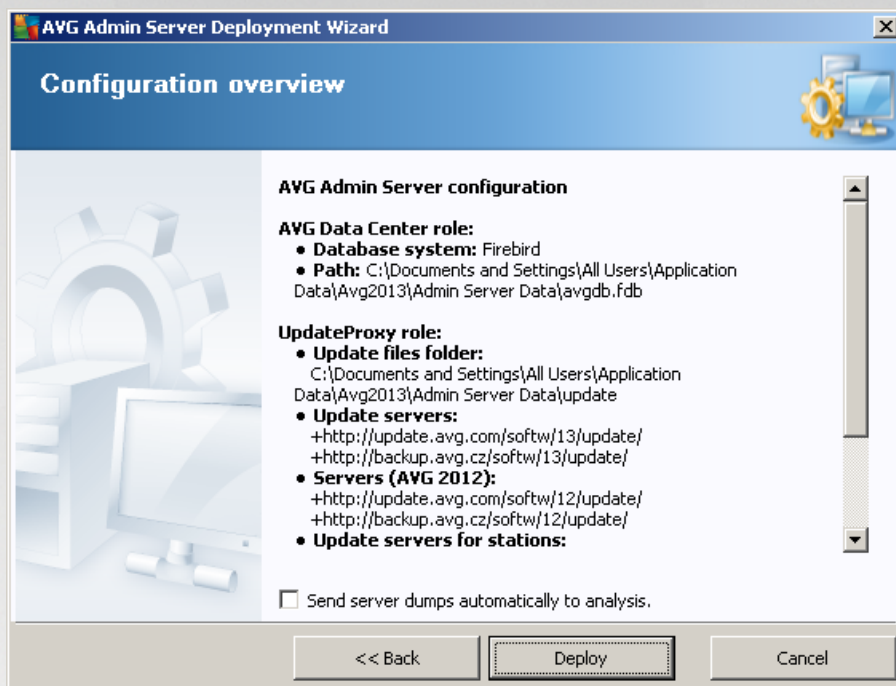 AVG Admin Server Deployment Wizard
Configuration overview
AVG Admin Server configuration
AVG Data Center role:
• Database system: Firebird
• Path: C:\Documents and Settings\All Users\Application
Data\Avg2013\Admin Server Data\avgdb.fdb
UpdateProxy role:
• Update files folder:
C:\Documents and Settings\All Users\Application
Data\Avg2013\Admin Server Data\update
• Update servers:
+http://update.avg.com/softw/13/update/
+http://backup.avg.cz/softw/13/update/
• Servers (AVG 2012):
+http://update.avg.com/softw/12/update/
+http://backup.avg.cz/softw/12/update/
• Update servers for stations:
Send server dumps automatically to analysis.
<< Back
Deploy
Cancel